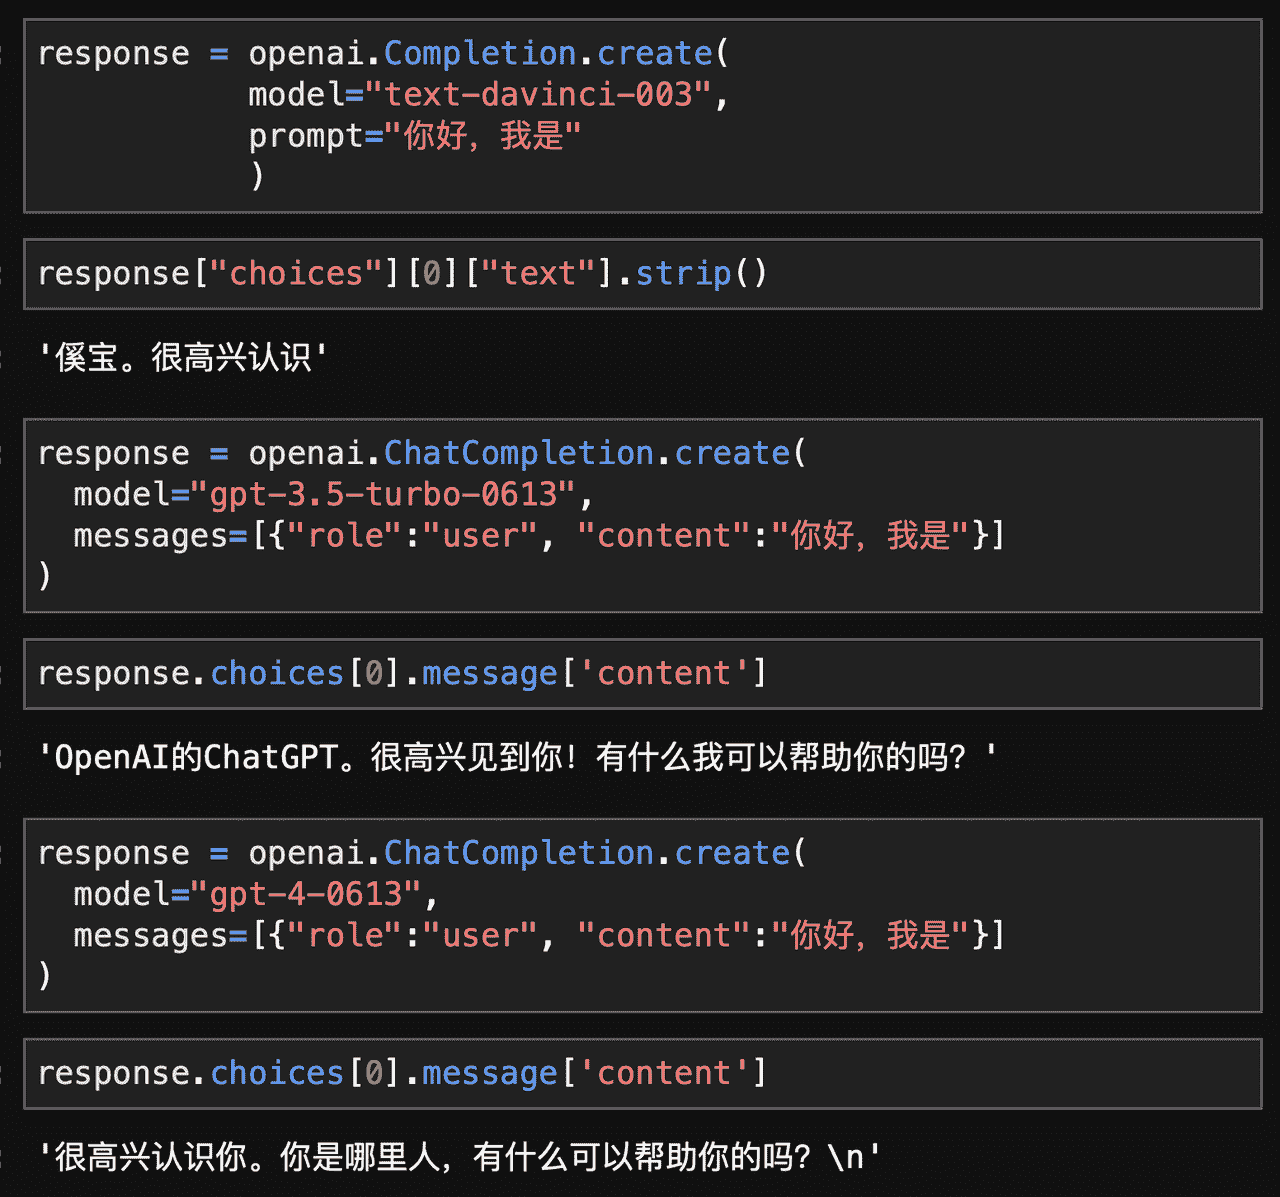 response = openai.Completion.create(
model="text-davinci-003",
prompt="你好，我是"
)
response["choices"][0]["text"].strip()
'傒宝。很高兴认识'
response = openai.ChatCompletion.create(
model="gpt-3.5-turbo-0613",
messages=[{"role":"user", "content":"你好，我是"}]
)
response.choices[0].message['content']
'OpenAI的ChatGPT。很高兴见到你！有什么我可以帮助你的吗？'
response = openai.ChatCompletion.create(
model="gpt-4-0613",
messages=[{"role":"user", "content":"你好，我是"}]
)
response.choices[0].message['content']
'很高兴认识你。你是哪里人，有什么可以帮助你的吗？\n'